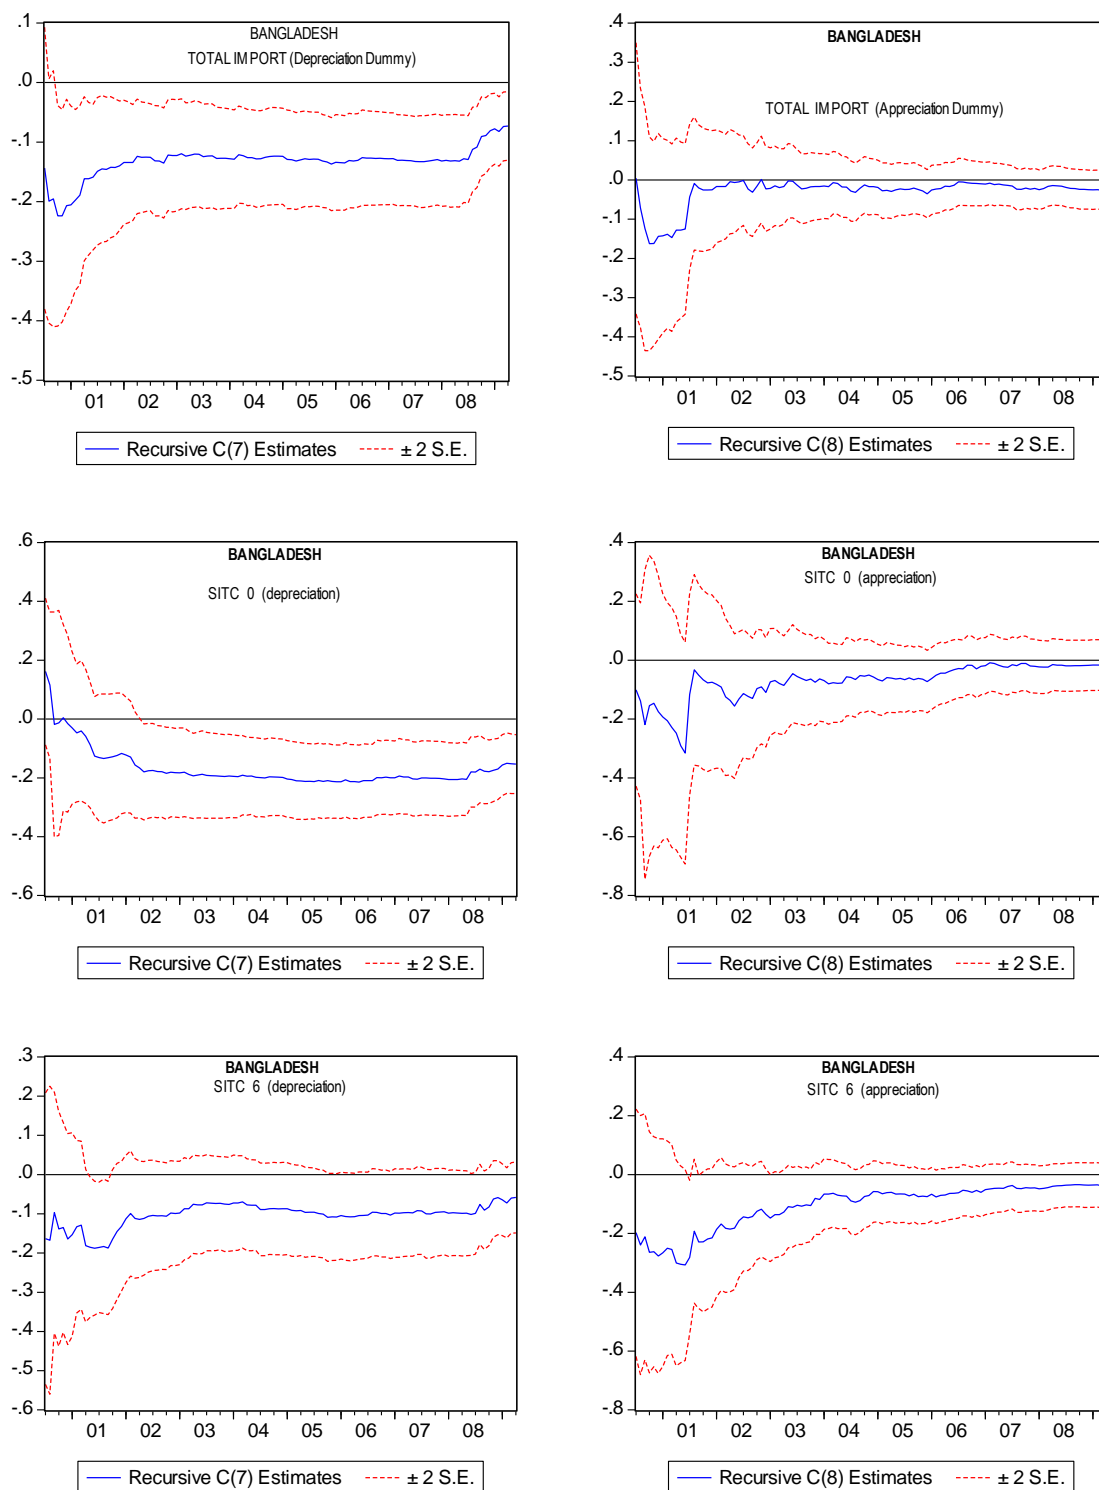 BANGLADESH
TOTAL IMPORT (Depreciation Dummy)
.1
.0
-.1
-.2
-.3
-.4
-.5
01 02 03 04 05 06 07 08
Recursive C(7) Estimates ± 2 S.E.
BANGLADESH
TOTAL IMPORT (Appreciation Dummy)
.4
.3
.2
.1
.0
-.1
-.2
-.3
-.4
-.5
01 02 03 04 05 06 07 08
Recursive C(8) Estimates ± 2 S.E.
BANGLADESH
SITC 0 (depreciation)
.6
.4
.2
.0
-.2
-.4
-.6
01 02 03 04 05 06 07 08
Recursive C(7) Estimates ± 2 S.E.
BANGLADESH
SITC 0 (appreciation)
.4
.2
.0
-.2
-.4
-.6
-.8
01 02 03 04 05 06 07 08
Recursive C(8) Estimates ± 2 S.E.
BANGLADESH
SITC 6 (depreciation)
.3
.2
.1
.0
-.1
-.2
-.3
-.4
-.5
-.6
01 02 03 04 05 06 07 08
Recursive C(7) Estimates ± 2 S.E.
BANGLADESH
SITC 6 (appreciation)
.4
.2
.0
-.2
-.4
-.6
-.8
01 02 03 04 05 06 07 08
Recursive C(8) Estimates ± 2 S.E.